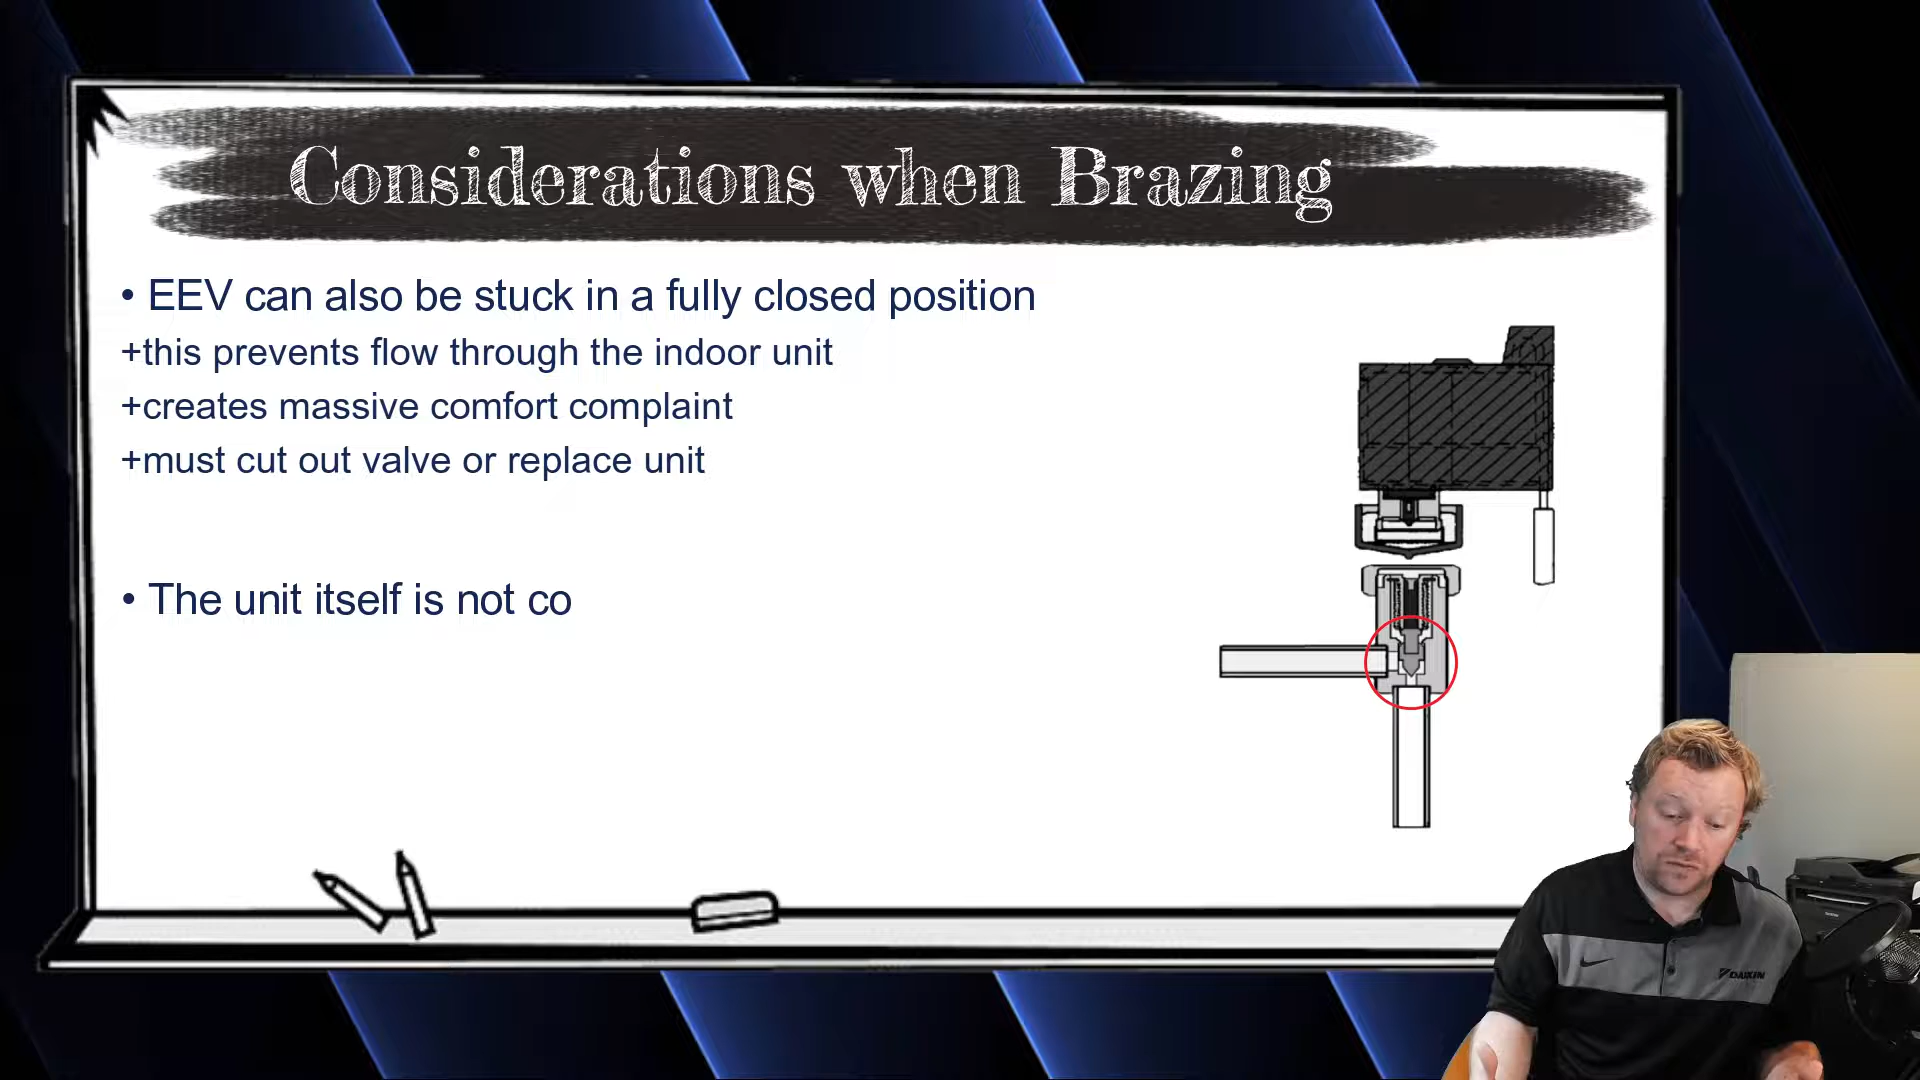 Considerations when Brazing
• EEV can also be stuck in a fully closed position
+this prevents flow through the indoor unit
+creates massive comfort complaint
+must cut out valve or replace unit
• The unit itself is not co
DAIKIN